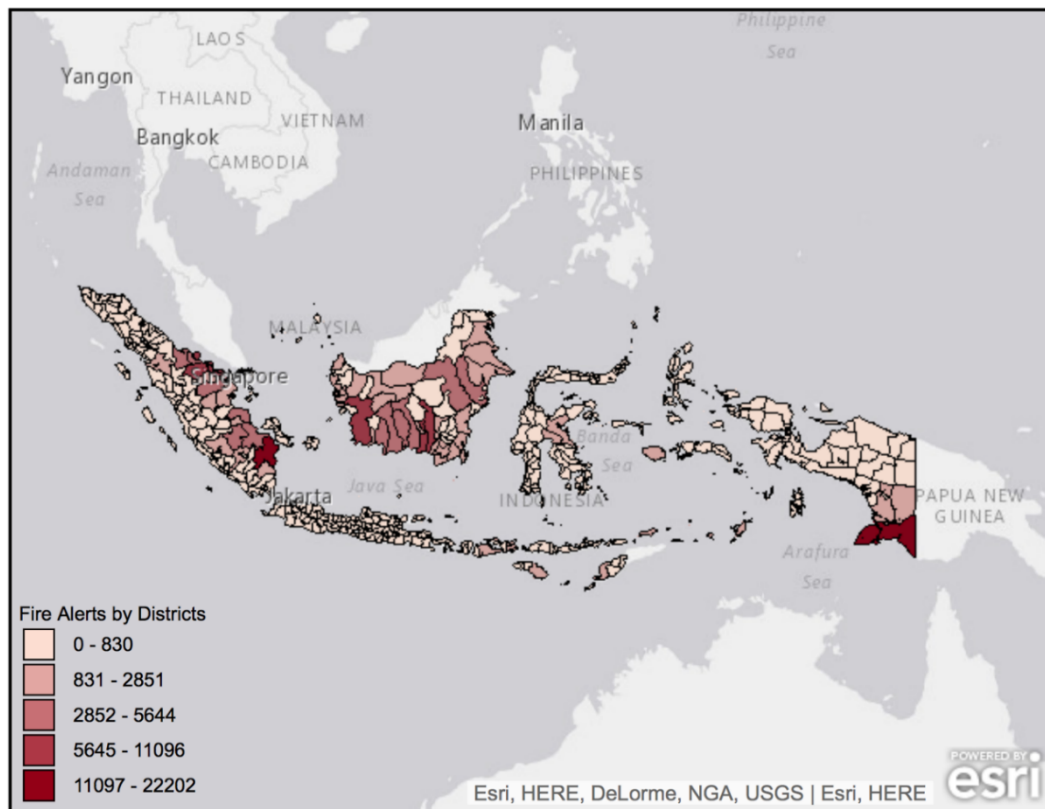 Philippine
Sea
LAOS
Yangon
THAILAND
VIETNAM
Manila
Bangkok
CAMBODIA
Andaman
Sea
PHILIPPINES
MALAYSIA
Singapore
Banda
Sea
Java Sea
INDONESIA
Jakarta
PAPUA NEW
GUINEA
Arafura
Sea
Fire Alerts by Districts
0 - 830
831 - 2851
2852 - 5644
5645 - 11096
11097 - 22202
POWERED BY
esri
Esri, HERE, DeLorme, NGA, USGS | Esri, HERE